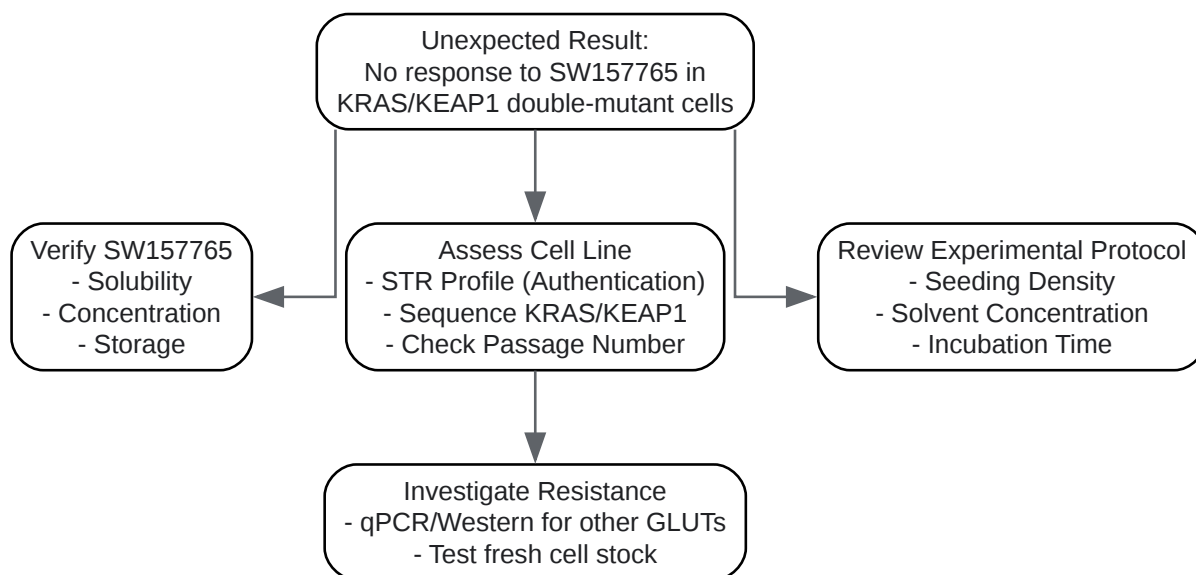 Unexpected Result:
No response to SW157765 in
KRAS/KEAP1 double-mutant cells
Verify SW157765
- Solubility
- Concentration
- Storage
Assess Cell Line
- STR Profile (Authentication)
- Sequence KRAS/KEAP1
- Check Passage Number
Review Experimental Protocol
- Seeding Density
- Solvent Concentration
- Incubation Time
Investigate Resistance
- qPCR/Western for other GLUTs
- Test fresh cell stock